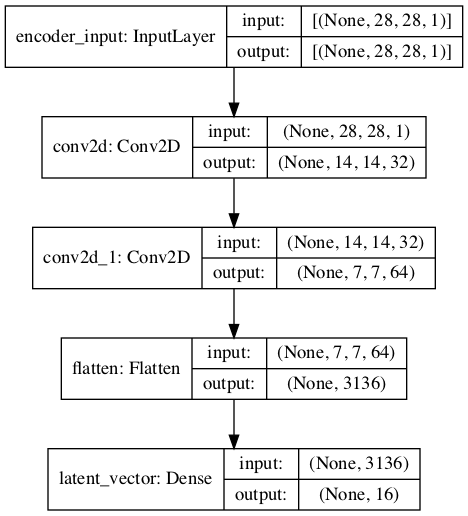 encoder_input: InputLayer
input: [(None, 28, 28, 1)]
output: [(None, 28, 28, 1)]
conv2d: Conv2D
input: (None, 28, 28, 1)
output: (None, 14, 14, 32)
conv2d_1: Conv2D
input: (None, 14, 14, 32)
output: (None, 7, 7, 64)
flatten: Flatten
input: (None, 7, 7, 64)
output: (None, 3136)
latent_vector: Dense
input: (None, 3136)
output: (None, 16)